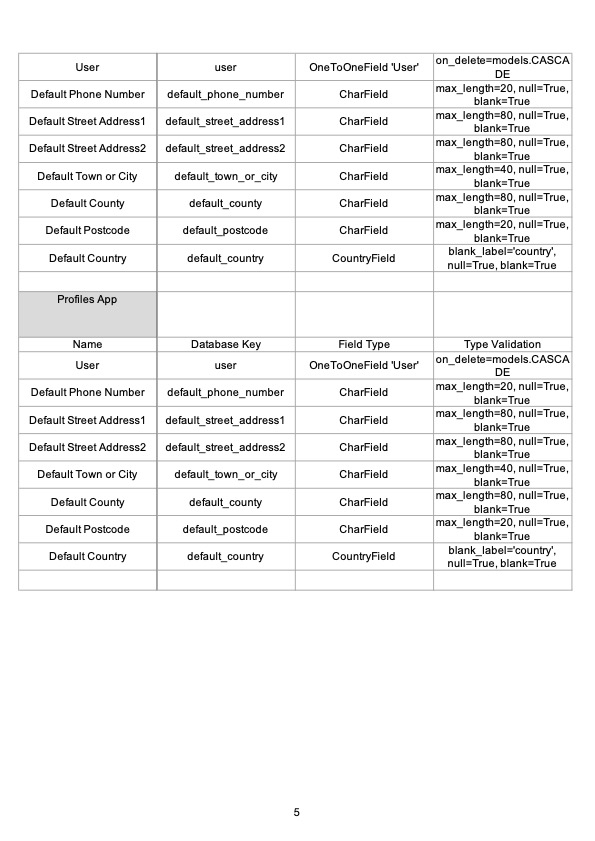 User user OneToOneField 'User' on_delete=models.CASCA
DE
Default Phone Number default_phone_number CharField max_length=20, null=True,
blank=True
Default Street Address1 default_street_address1 CharField max_length=80, null=True,
blank=True
Default Street Address2 default_street_address2 CharField max_length=80, null=True,
blank=True
Default Town or City default_town_or_city CharField max_length=40, null=True,
blank=True
Default County default_county CharField max_length=80, null=True,
blank=True
Default Postcode default_postcode CharField max_length=20, null=True,
blank=True
Default Country default_country CountryField blank_label='country',
null=True, blank=True
Profiles App
Name Database Key Field Type Type Validation
User user OneToOneField 'User' on_delete=models.CASCA
DE
Default Phone Number default_phone_number CharField max_length=20, null=True,
blank=True
Default Street Address1 default_street_address1 CharField max_length=80, null=True,
blank=True
Default Street Address2 default_street_address2 CharField max_length=80, null=True,
blank=True
Default Town or City default_town_or_city CharField max_length=40, null=True,
blank=True
Default County default_county CharField max_length=80, null=True,
blank=True
Default Postcode default_postcode CharField max_length=20, null=True,
blank=True
Default Country default_country CountryField blank_label='country',
null=True, blank=True
5